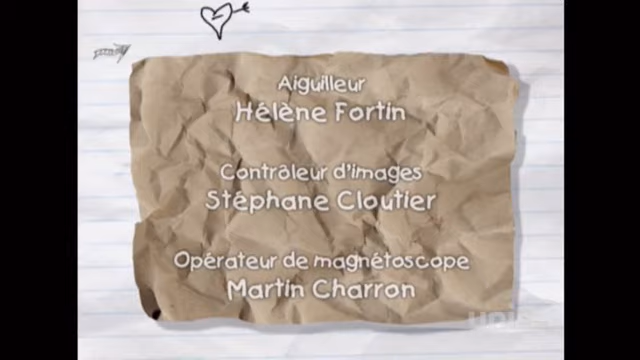 Aiguilleur
Hélène Fortin
Contrôleur d'images
Stéphane Cloutier
Opérateur de magnétoscope
Martin Charron